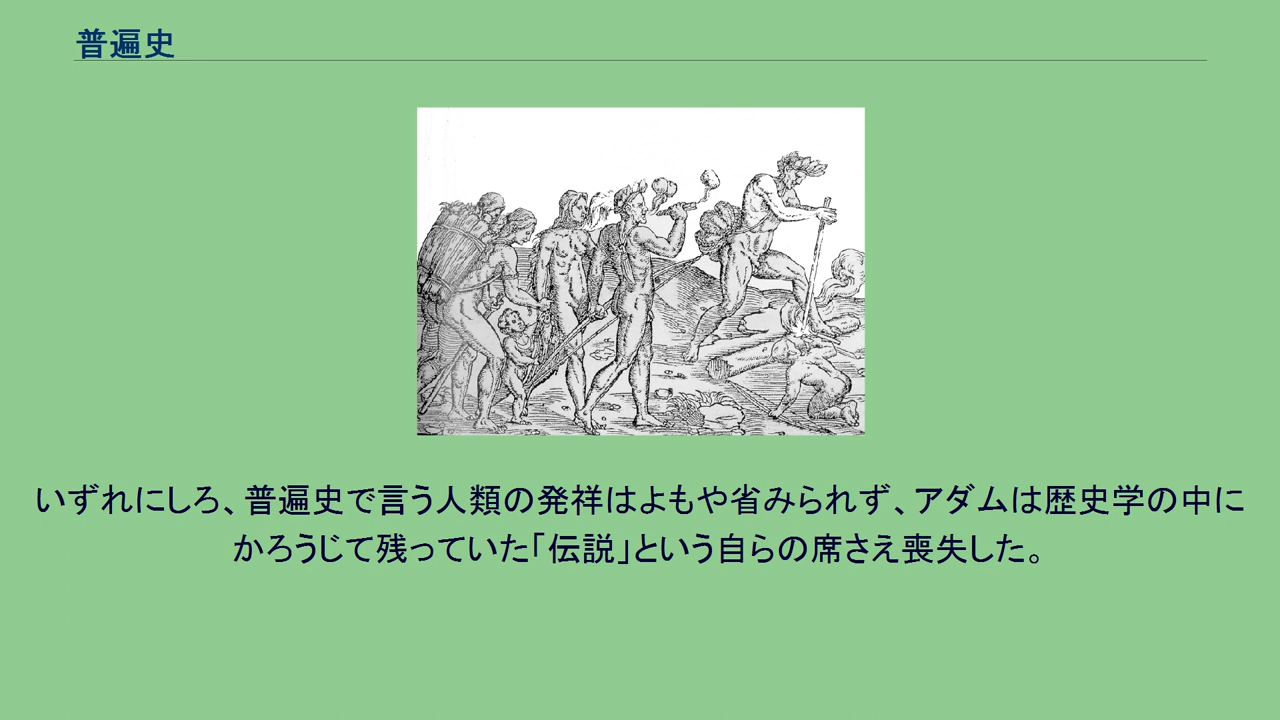 普遍史
いずれにしろ、普遍史で言う人類の発祥はよもや省みられず、アダムは歴史学の中に
かろうじて残っていた「伝説」という自らの席さえ喪失した。